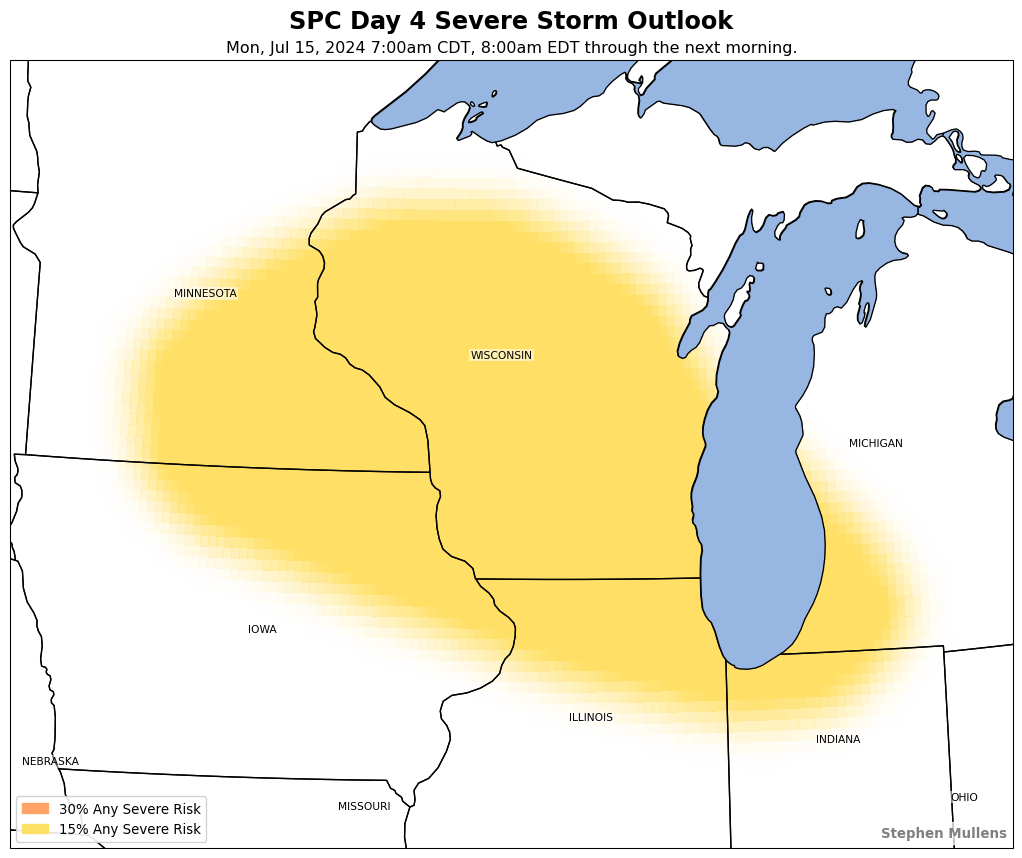 SPC Day 4 Severe Storm Outlook
Mon, Jul 15, 2024 7:00am CDT, 8:00am EDT through the next morning.
MINNESOTA
WISCONSIN
MICHIGAN
IOWA
ILLINOIS
INDIANA
NEBRASKA
OHIO
MISSOURI
30% Any Severe Risk
15% Any Severe Risk
Stephen Mullens